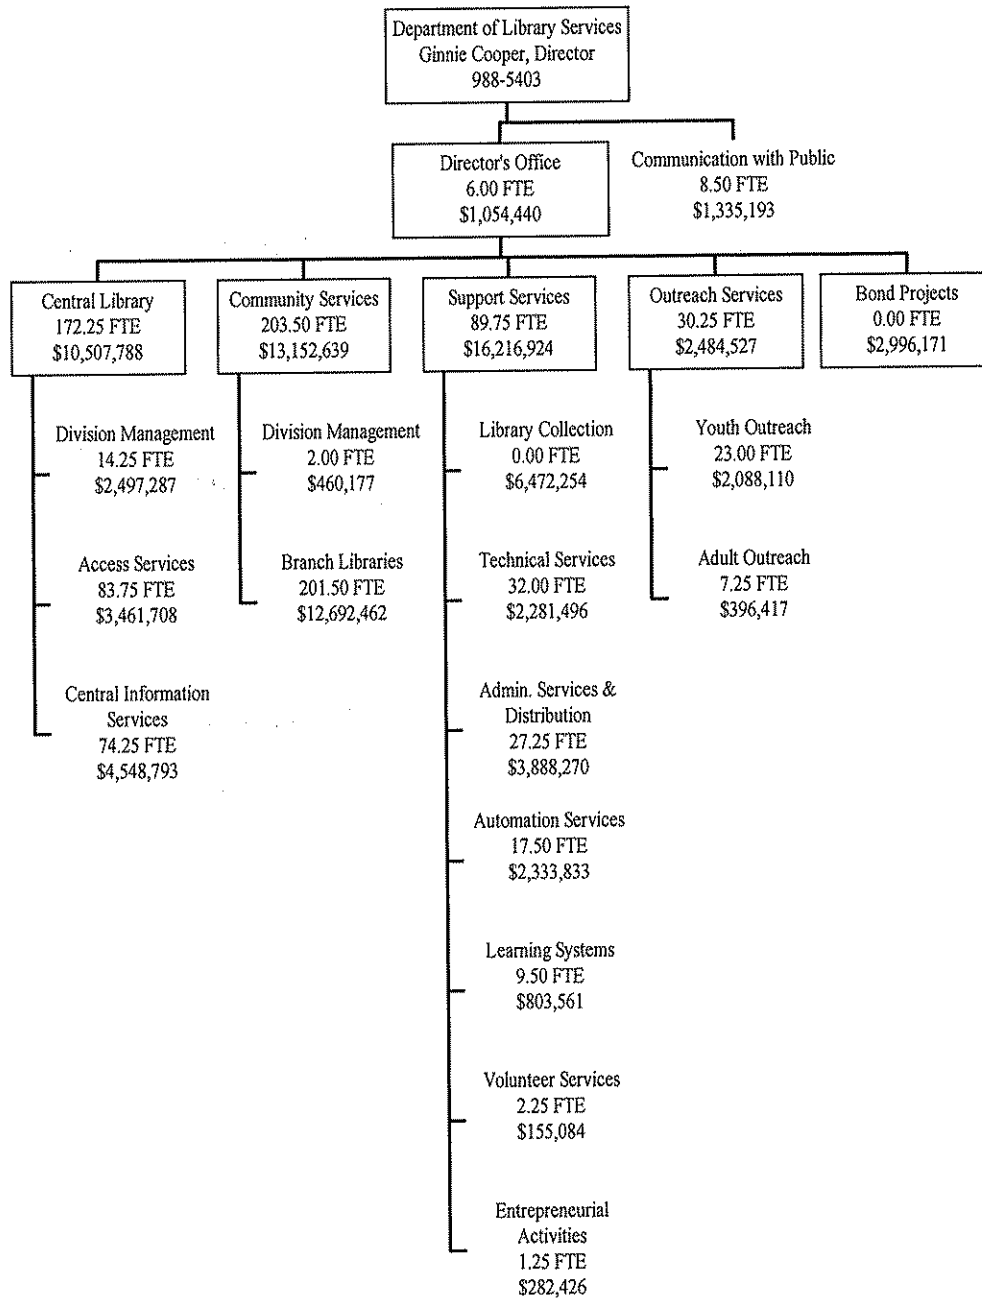 Department of Library Services
Ginnie Cooper, Director
988-5403
Director's Office
6.00 FTE
$1,054,440
Communication with Public
8.50 FTE
$1,335,193
Central Library
172.25 FTE
$10,507,788
Community Services
203.50 FTE
$13,152,639
Support Services
89.75 FTE
$16,216,924
Outreach Services
30.25 FTE
$2,484,527
Bond Projects
0.00 FTE
$2,996,171
Division Management
14.25 FTE
$2,497,287
Access Services
83.75 FTE
$3,461,708
Central Information
Services
74.25 FTE
$4,548,793
Division Management
2.00 FTE
$460,177
Branch Libraries
201.50 FTE
$12,692,462
Library Collection
0.00 FTE
$6,472,254
Technical Services
32.00 FTE
$2,281,496
Admin. Services &
Distribution
27.25 FTE
$3,888,270
Automation Services
17.50 FTE
$2,333,833
Learning Systems
9.50 FTE
$803,561
Volunteer Services
2.25 FTE
$155,084
Entrepreneurial
Activities
1.25 FTE
$282,426
Youth Outreach
23.00 FTE
$2,088,110
Adult Outreach
7.25 FTE
$396,417